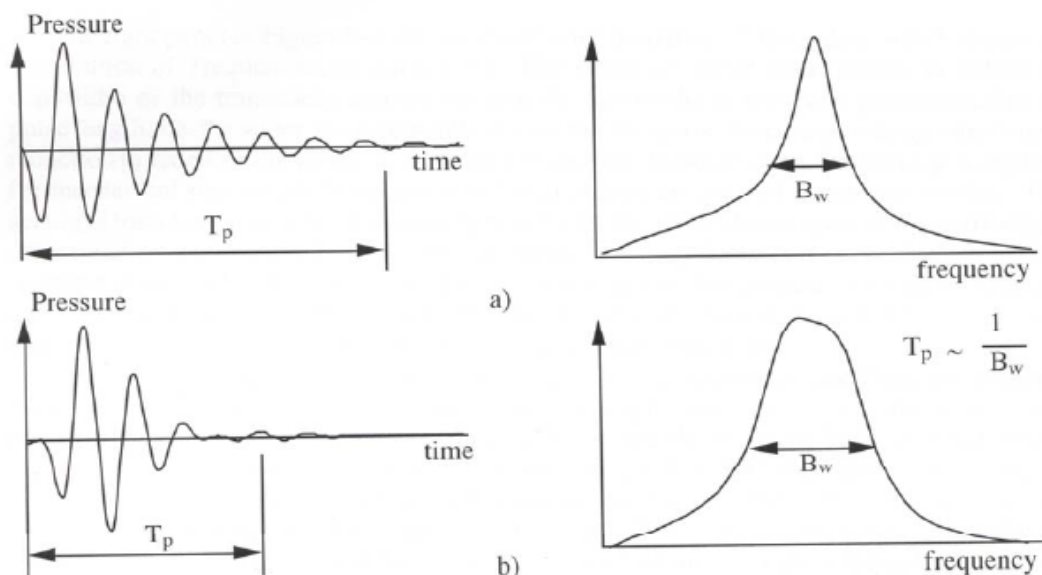 Pressure
time
Tp
Bw
frequency
a)
Pressure
time
Tp
b)
Tp ~ 1/Bw
Bw
frequency